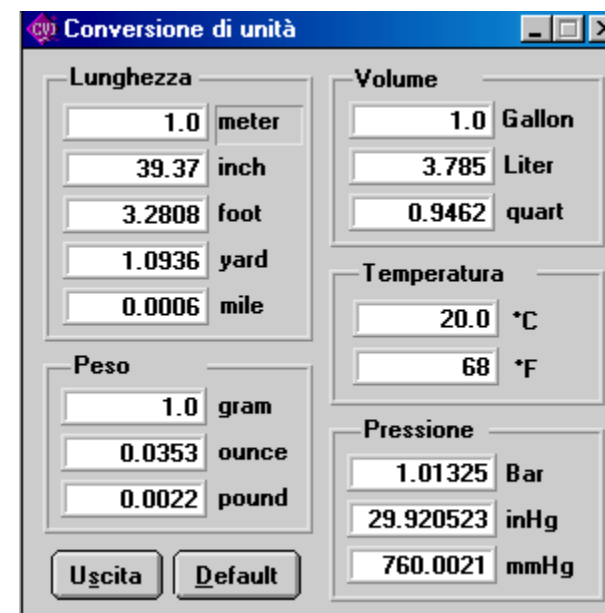 CVI Conversione di unità
Lunghezza
1.0 meter
39.37 inch
3.2808 foot
1.0936 yard
0.0006 mile
Peso
1.0 gram
0.0353 ounce
0.0022 pound
Uscita Default
Volume
1.0 Gallon
3.785 Liter
0.9462 quart
Temperatura
20.0 °C
68 °F
Pressione
1.01325 Bar
29.920523 inHg
760.0021 mmHg